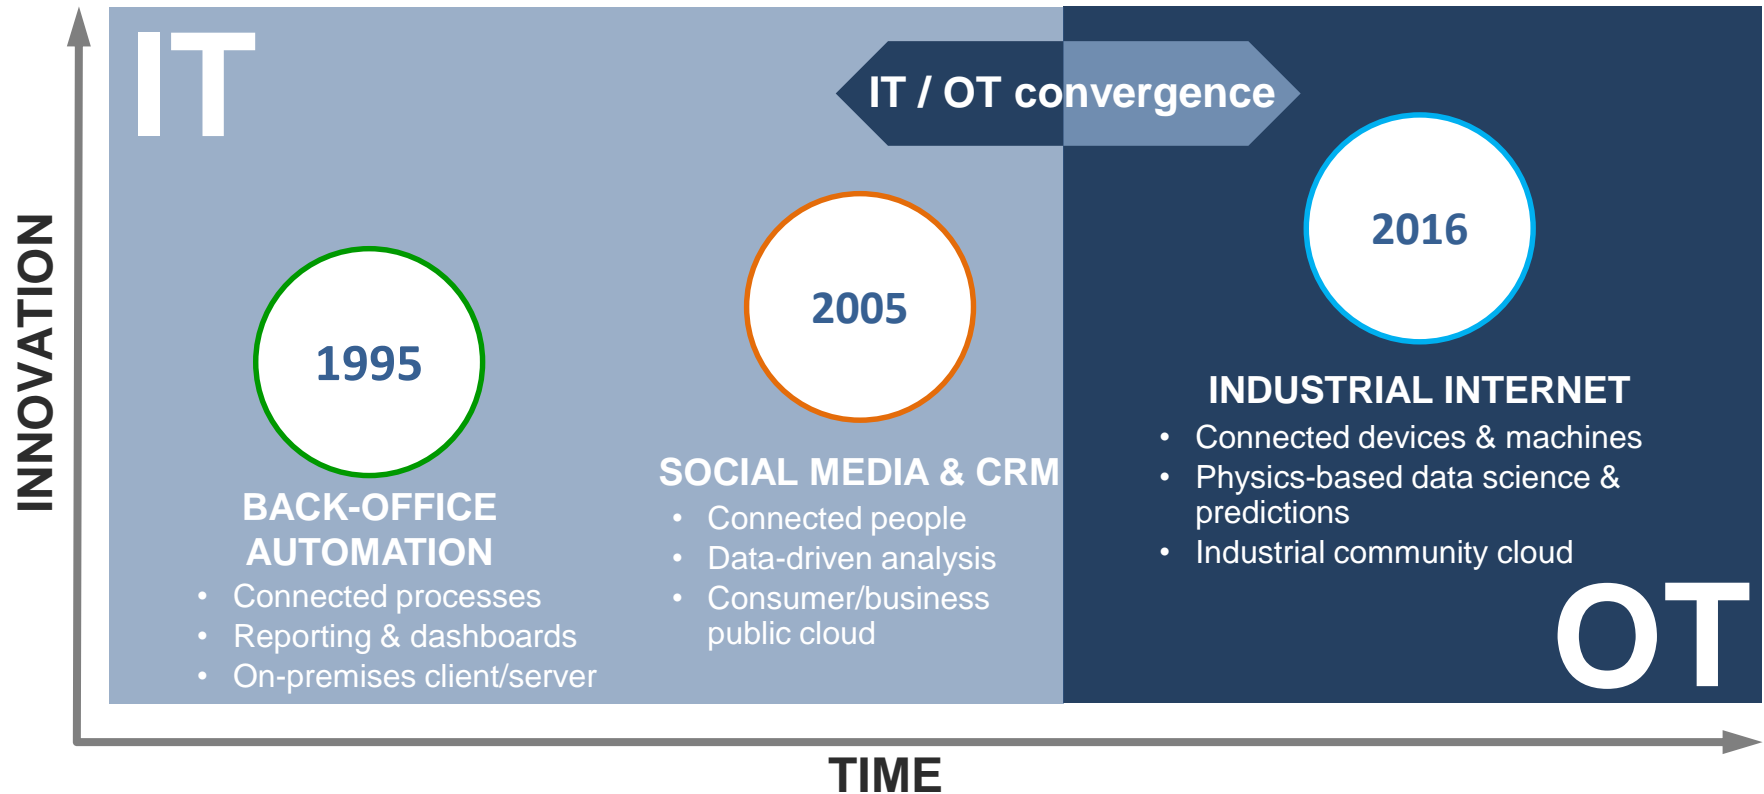 IT
IT / OT convergence
INNOVATION
1995
BACK-OFFICE
AUTOMATION
• Connected processes
• Reporting & dashboards
• On-premises client/server
2005
SOCIAL MEDIA & CRM
• Connected people
• Data-driven analysis
• Consumer/business
public cloud
2016
INDUSTRIAL INTERNET
• Connected devices & machines
• Physics-based data science &
predictions
• Industrial community cloud
OT
TIME